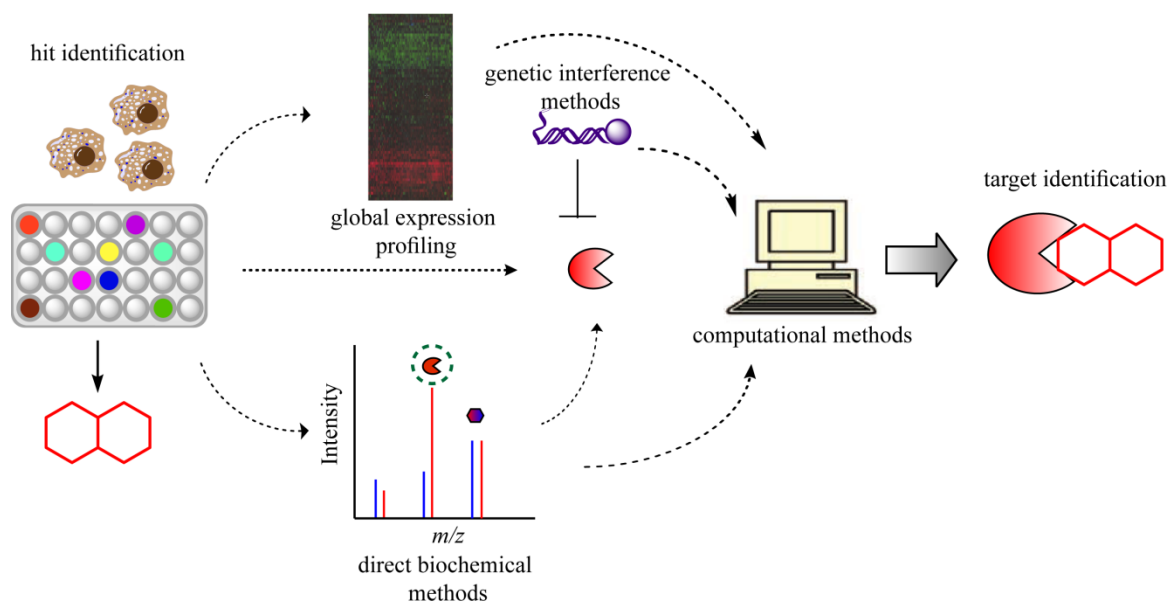 hit identification
global expression
profiling
genetic interference
methods
computational methods
target identification
Intensity
m/z
direct biochemical
methods